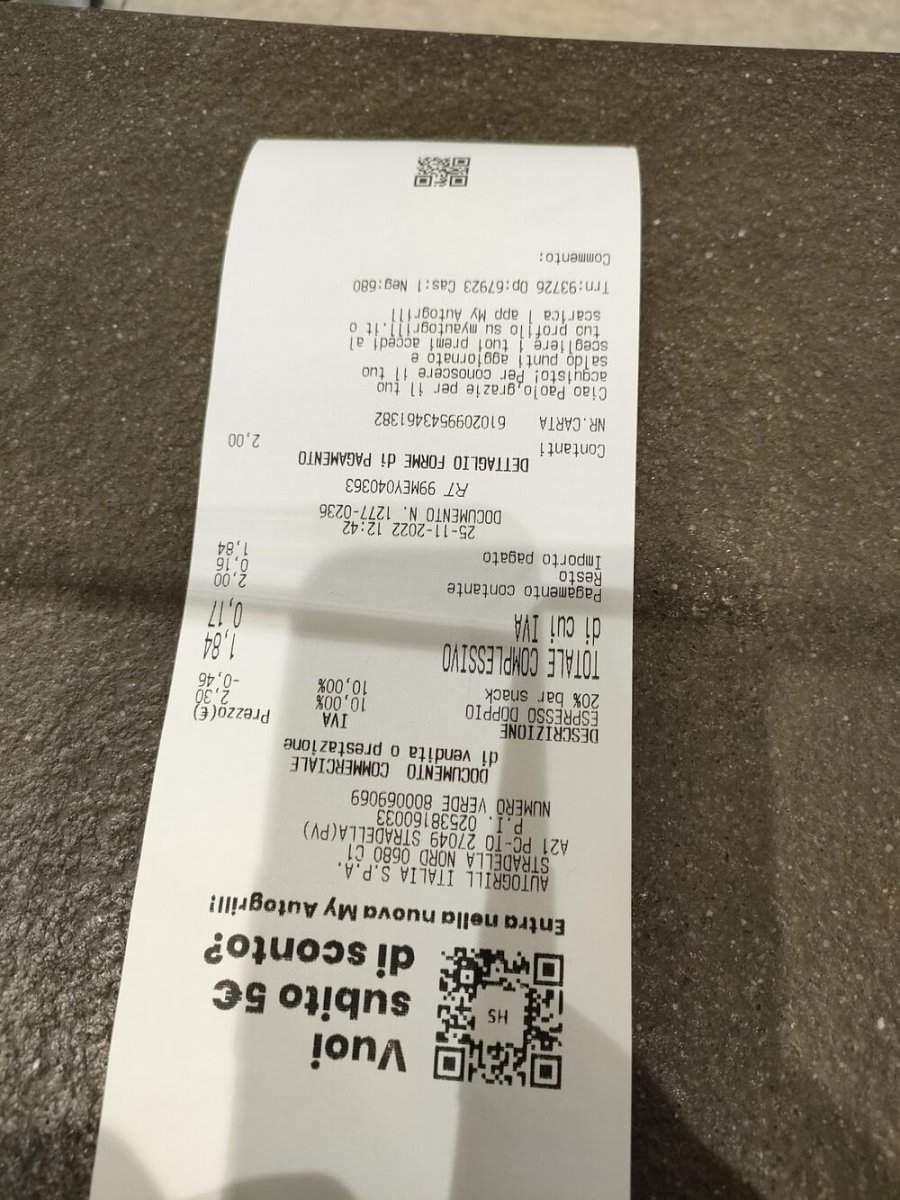 Vuoi
subito 5€
di sconto?
HS
Entra nella nuova My Autogrill!
AUTOGRILL ITALIA S.P.A.
STRADELLA NORD 0680 C1
A21 PC-TO 27049 STRADELLA(PV)
P.I. 02538160033
NUMERO VERDE 800069069
DOCUMENTO COMMERCIALE
di vendita o prestazione
DESCRIZIONE IVA Prezzo(€)
ESPRESSO DOPPIO 10,00% 2,30
20% bar snack 10,00% -0,46
TOTALE COMPLESSIVO 1,84
di cui IVA 0,17
Pagamento contante 2,00
Resto 0,16
Importo pagato 1,84
25-11-2022 12:42
DOCUMENTO N. 1277-0236
RT 99MEY040363
DETTAGLIO FORME di PAGAMENTO
Contanti 2,00
NR.CARTA 6102099543461382
Ciao Paolo,grazie per il tuo
acquisto! Per conoscere il tuo
saldo punti aggiornato e
scegliere i tuoi premi accedi al
tuo profilo su myautogrill.it o
scarica l app My Autogrill
Trn:93726 Op:67923 Cas:1 Neg:680
Commento: